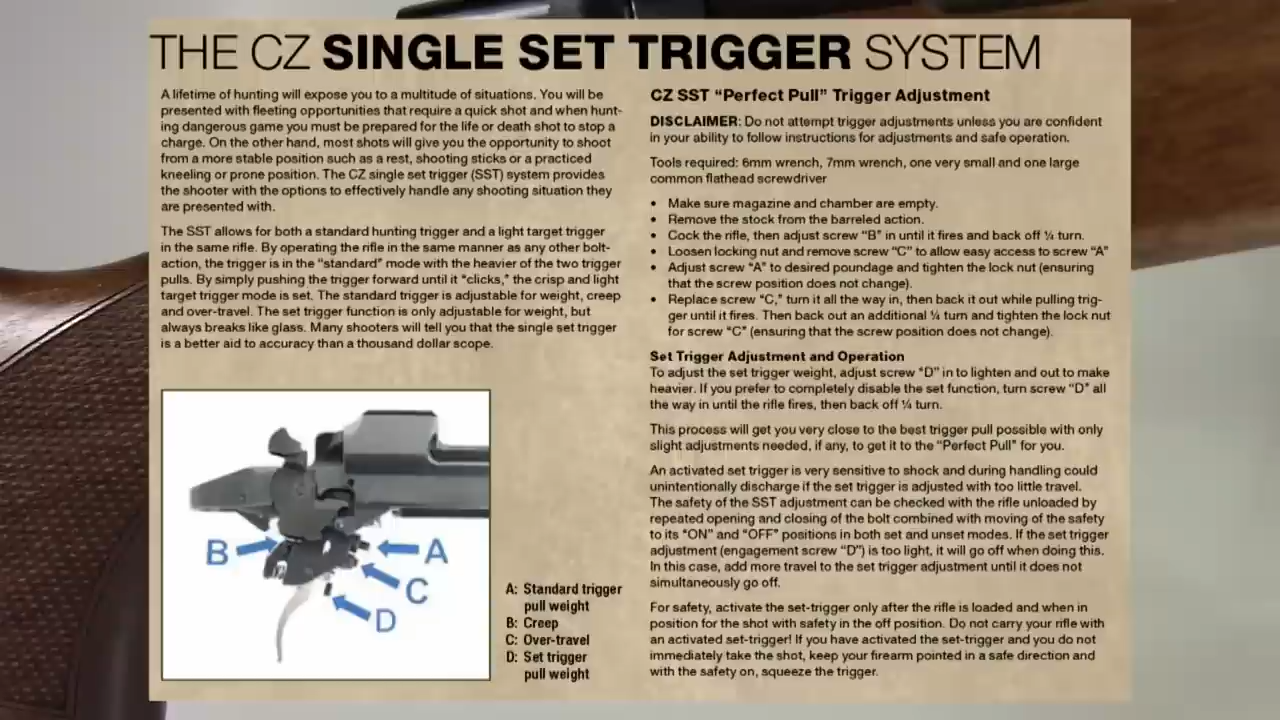 THE CZ SINGLE SET TRIGGER SYSTEM
A lifetime of hunting will expose you to a multitude of situations. You will be
presented with fleeting opportunities that require a quick shot and when hunt-
ing dangerous game you must be prepared for the life or death shot to stop a
charge. On the other hand, most shots will give you the opportunity to shoot
from a more stable position such as a rest, shooting sticks or a practiced
kneeling or prone position. The CZ single set trigger (SST) system provides
the shooter with the options to effectively handle any shooting situation they
are presented with.
The SST allows for both a standard hunting trigger and a light target trigger
in the same rifle. By operating the rifle in the same manner as any other bolt-
action, the trigger is in the "standard" mode with the heavier of the two trigger
pulls. By simply pushing the trigger forward until it "clicks," the crisp and light
target trigger mode is set. The standard trigger is adjustable for weight, creep
and over-travel. The set trigger function is only adjustable for weight, but
always breaks like glass. Many shooters will tell you that the single set trigger
is a better aid to accuracy than a thousand dollar scope.
B
A
C
D
A: Standard trigger
pull weight
B: Creep
C: Over-travel
D: Set trigger
pull weight
CZ SST "Perfect Pull" Trigger Adjustment
DISCLAIMER: Do not attempt trigger adjustments unless you are confident
in your ability to follow instructions for adjustments and safe operation.
Tools required: 6mm wrench, 7mm wrench, one very small and one large
common flathead screwdriver
• Make sure magazine and chamber are empty.
• Remove the stock from the barreled action.
• Cock the rifle, then adjust screw "B" in until it fires and back off ¼ turn.
• Loosen locking nut and remove screw "C" to allow easy access to screw "A"
• Adjust screw "A" to desired poundage and tighten the lock nut (ensuring
that the screw position does not change).
• Replace screw "C," turn it all the way in, then back it out while pulling trig-
ger until it fires. Then back out an additional ¼ turn and tighten the lock nut
for screw "C" (ensuring that the screw position does not change).
Set Trigger Adjustment and Operation
To adjust the set trigger weight, adjust screw "D" in to lighten and out to make
heavier. If you prefer to completely disable the set function, turn screw "D" all
the way in until the rifle fires, then back off ¼ turn.
This process will get you very close to the best trigger pull possible with only
slight adjustments needed, if any, to get it to the "Perfect Pull" for you.
An activated set trigger is very sensitive to shock and during handling could
unintentionally discharge if the set trigger is adjusted with too little travel.
The safety of the SST adjustment can be checked with the rifle unloaded by
repeated opening and closing of the bolt combined with moving of the safety
to its "ON" and "OFF" positions in both set and unset modes. If the set trigger
adjustment (engagement screw "D") is too light, it will go off when doing this.
In this case, add more travel to the set trigger adjustment until it does not
simultaneously go off.
For safety, activate the set-trigger only after the rifle is loaded and when in
position for the shot with safety in the off position. Do not carry your rifle with
an activated set-trigger! If you have activated the set-trigger and you do not
immediately take the shot, keep your firearm pointed in a safe direction and
with the safety on, squeeze the trigger.